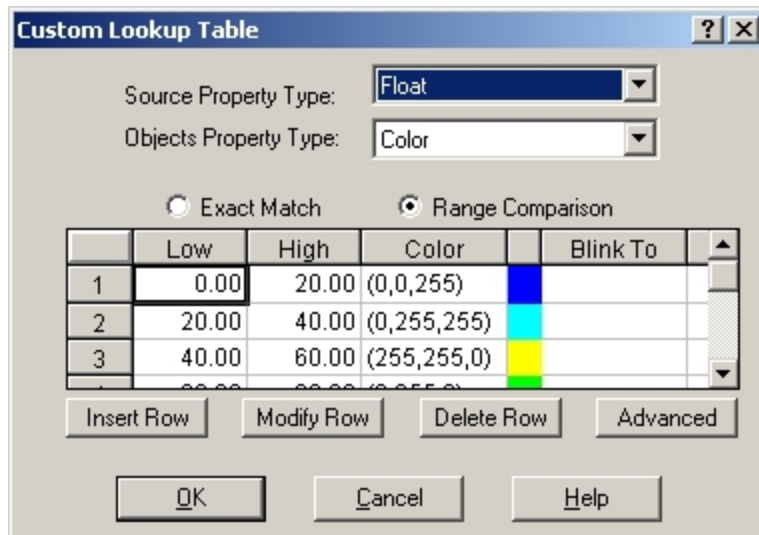 Custom Lookup Table
Source Property Type: Float
Objects Property Type: Color
Exact Match Range Comparison
Low High Color Blink To
1 0.00 20.00 (0,0,255)
2 20.00 40.00 (0,255,255)
3 40.00 60.00 (255,255,0)
Insert Row Modify Row Delete Row Advanced
OK Cancel Help